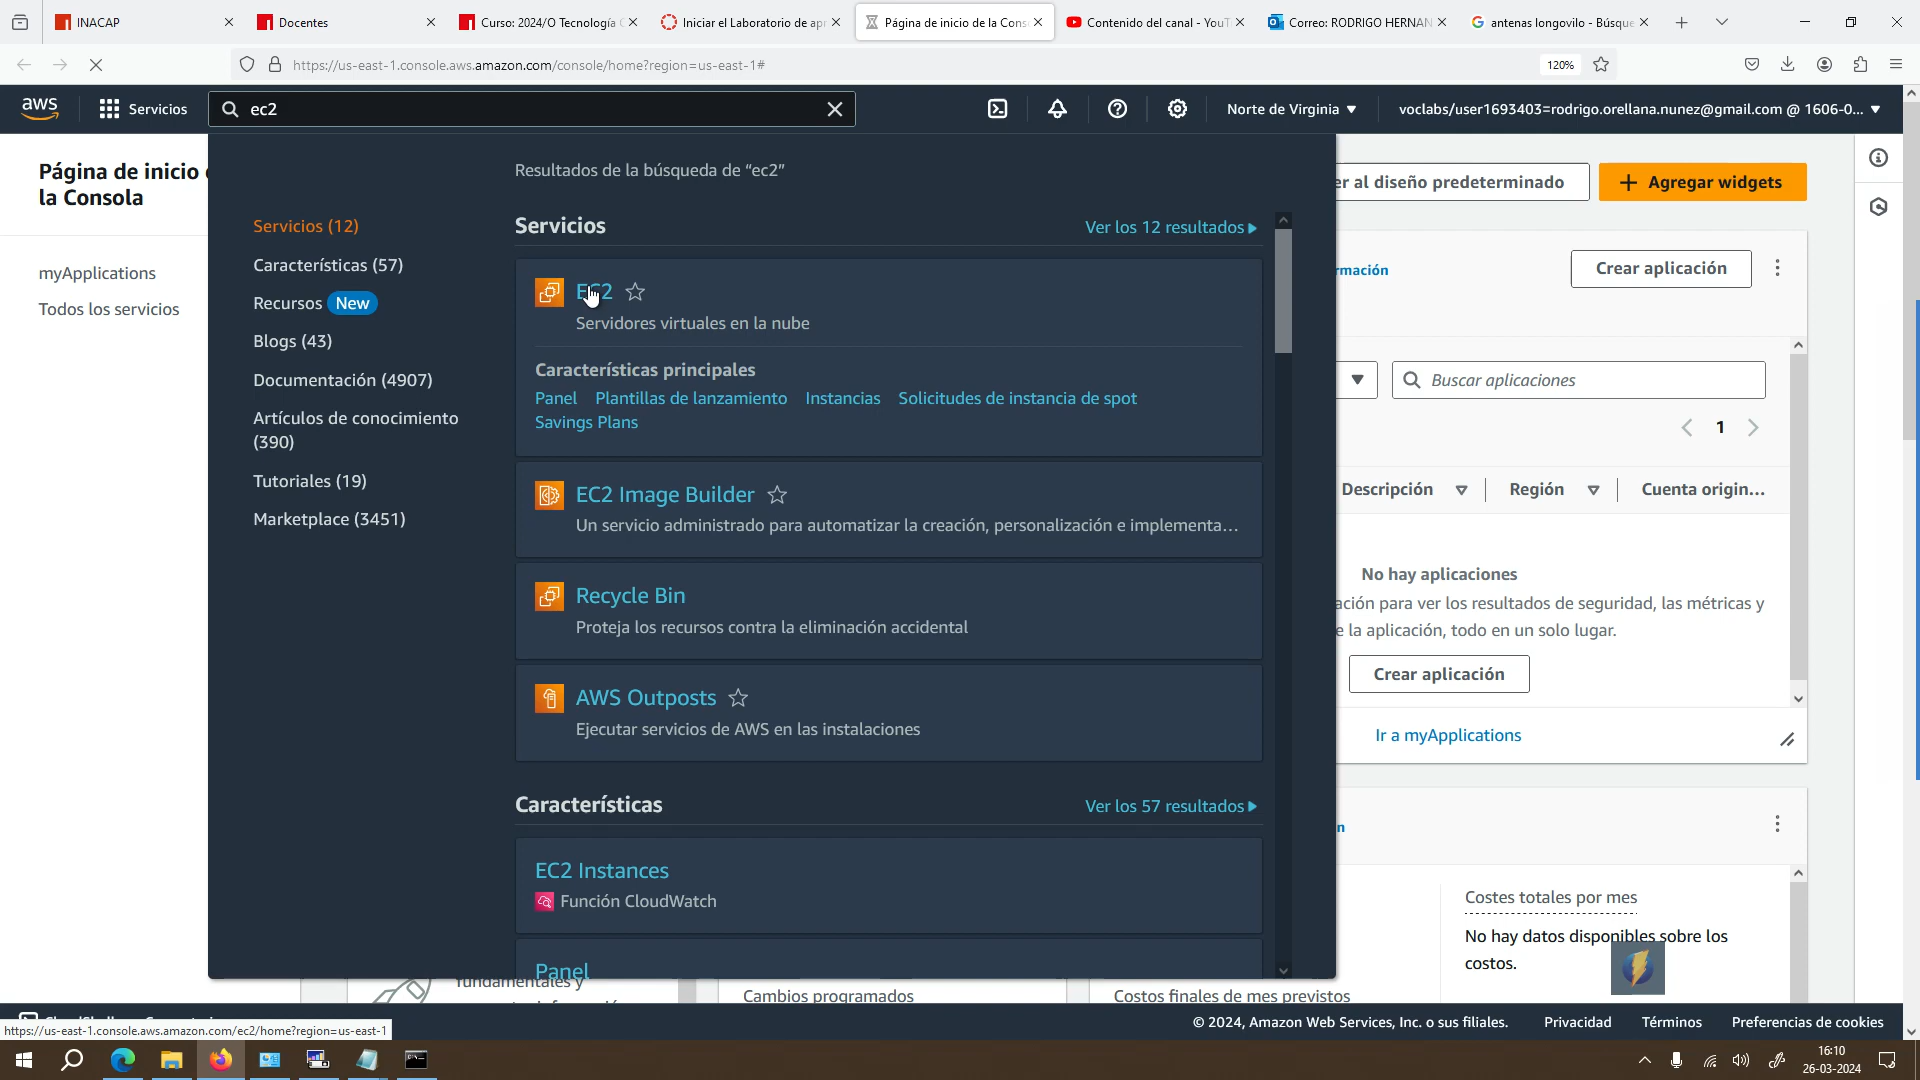 INACAP
Docentes
Curso: 2024/O Tecnología
Iniciar el Laboratorio de apr
Página de inicio de la Cons
Contenido del canal - YouT
Correo: RODRIGO HERNAN
antenas longovilo - Búsque
https://us-east-1.console.aws.amazon.com/console/home?region=us-east-1#
120%
aws
Servicios
ec2
Norte de Virginia
voclabs/user1693403=rodrigo.orellana.nunez@gmail.com @ 1606-0...
Página de inicio
la Consola
myApplications
Todos los servicios
Resultados de la búsqueda de "ec2"
Servicios (12)
Características (57)
Recursos New
Blogs (43)
Documentación (4907)
Artículos de conocimiento
(390)
Tutoriales (19)
Marketplace (3451)
Servicios
Ver los 12 resultados
EC2
Servidores virtuales en la nube
Características principales
Panel Plantillas de lanzamiento Instancias Solicitudes de instancia de spot
Savings Plans
EC2 Image Builder
Un servicio administrado para automatizar la creación, personalización e implementa...
Recycle Bin
Proteja los recursos contra la eliminación accidental
AWS Outposts
Ejecutar servicios de AWS en las instalaciones
Características
Ver los 57 resultados
EC2 Instances
Función CloudWatch
Panel
er al diseño predeterminado
Agregar widgets
rmación
Crear aplicación
Buscar aplicaciones
1
Descripción Región Cuenta origin...
No hay aplicaciones
ación para ver los resultados de seguridad, las métricas y
e la aplicación, todo en un solo lugar.
Crear aplicación
Ir a myApplications
n
Costes totales por mes
No hay datos disponibles sobre los
costos.
fundamentales y
Cambios programados
Costos finales de mes previstos
https://us-east-1.console.aws.amazon.com/ec2/home?region=us-east-1
© 2024, Amazon Web Services, Inc. o sus filiales.
Privacidad
Términos
Preferencias de cookies
16:10
26-03-2024